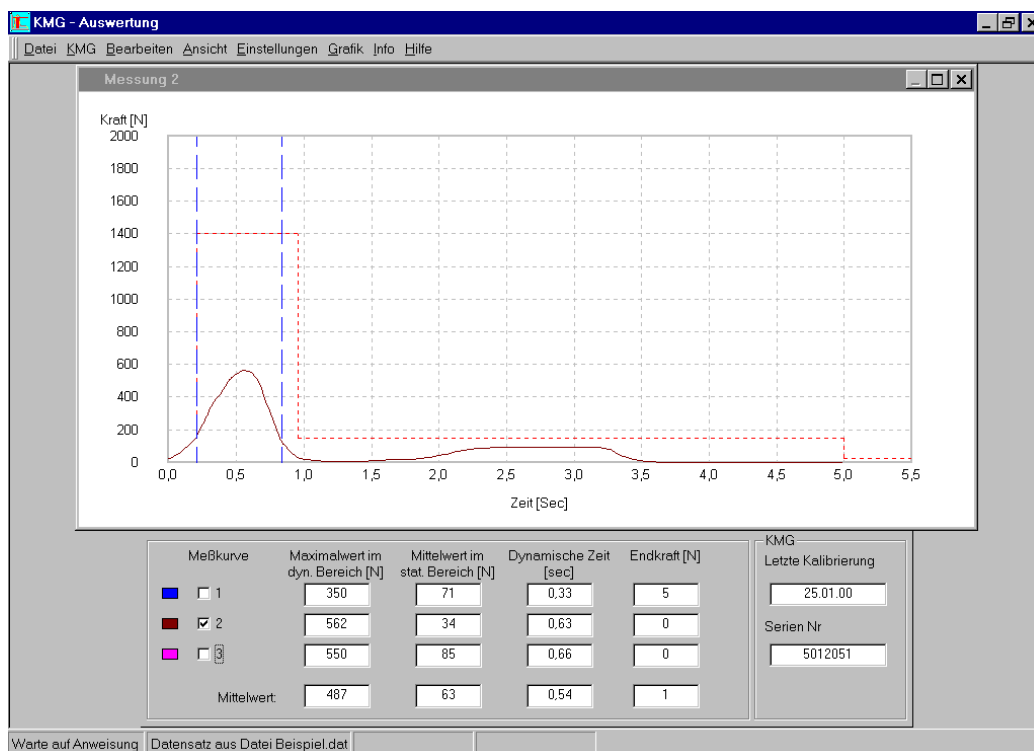 KMG - Auswertung
Datei KMG Bearbeiten Ansicht Einstellungen Grafik Info Hilfe
Messung 2
Kraft [N]
2000
1800
1600
1400
1200
1000
800
600
400
200
0
0,0 0,5 1,0 1,5 2,0 2,5 3,0 3,5 4,0 4,5 5,0 5,5
Zeit [Sec]
Meßkurve
Maximalwert im
dyn. Bereich [N]
Mittelwert im
stat. Bereich [N]
Dynamische Zeit
[sec]
Endkraft [N]
1 350 71 0,33 5
2 562 34 0,63 0
3 550 85 0,66 0
Mittelwert: 487 63 0,54 1
KMG
Letzte Kalibrierung
25.01.00
Serien Nr
5012051
Warte auf Anweisung Datensatz aus Datei Beispiel.dat